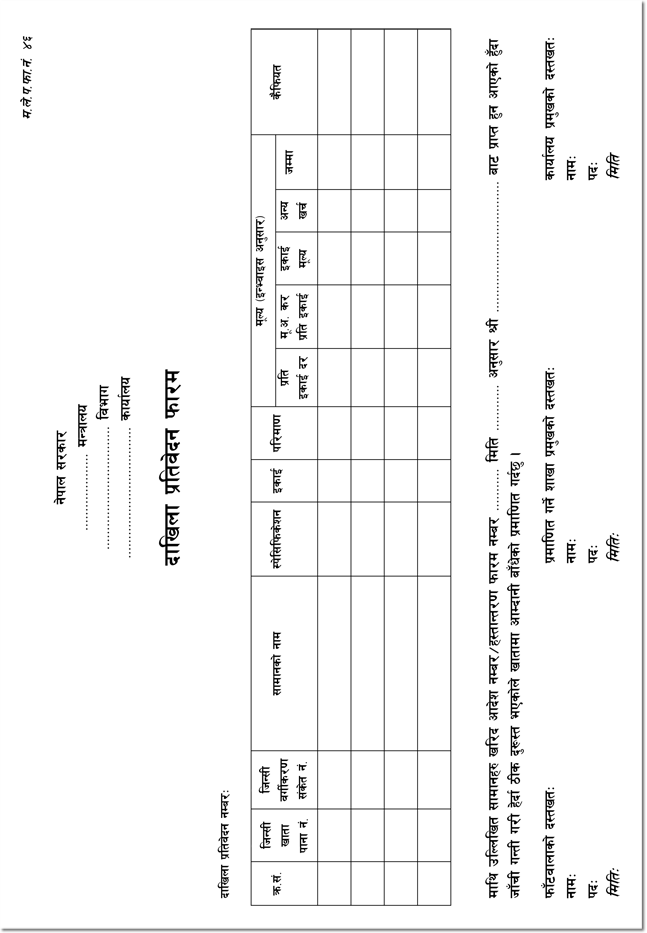 म.ले.प.फा.नं. ४६
नेपाल सरकार
.................. मन्त्रालय
.............................. विभाग
.............................. कार्यालय
दाखिला प्रतिवेदन फारम
दाखिला प्रतिवेदन नम्बरः
क्र.सं.
जिन्सी
खाता
पाना नं.
जिन्सी
वर्गीकरण
संकेत नं.
सामानको नाम
स्पेसिफिकेशन
इकाई
परिमाण
मूल्य (इन्भ्वाइस अनुसार)
प्रति
इकाई दर
मू.अ. कर
प्रति इकाई
इकाई
मूल्य
अन्य
खर्च
जम्मा
कैफियत
माथि उल्लिखित सामानहरु खरिद आदेश नम्बर/हस्तान्तरण फारम नम्बर .......... मिति .......... अनुसार श्री .............................. बाट प्राप्त हुन आएको हुँदा
जाँची गन्ती गरी हेर्दा ठीक दुरूस्त भएकोले खातामा आम्दानी बाँधेको प्रमाणित गर्दछु ।
फाँटवालाको दस्तखतः
नामः
पदः
मितिः
प्रमाणित गर्ने शाखा प्रमुखको दस्तखतः
नामः
पदः
मितिः
कार्यालय प्रमुखको दस्तखतः
नामः
पदः
मिति